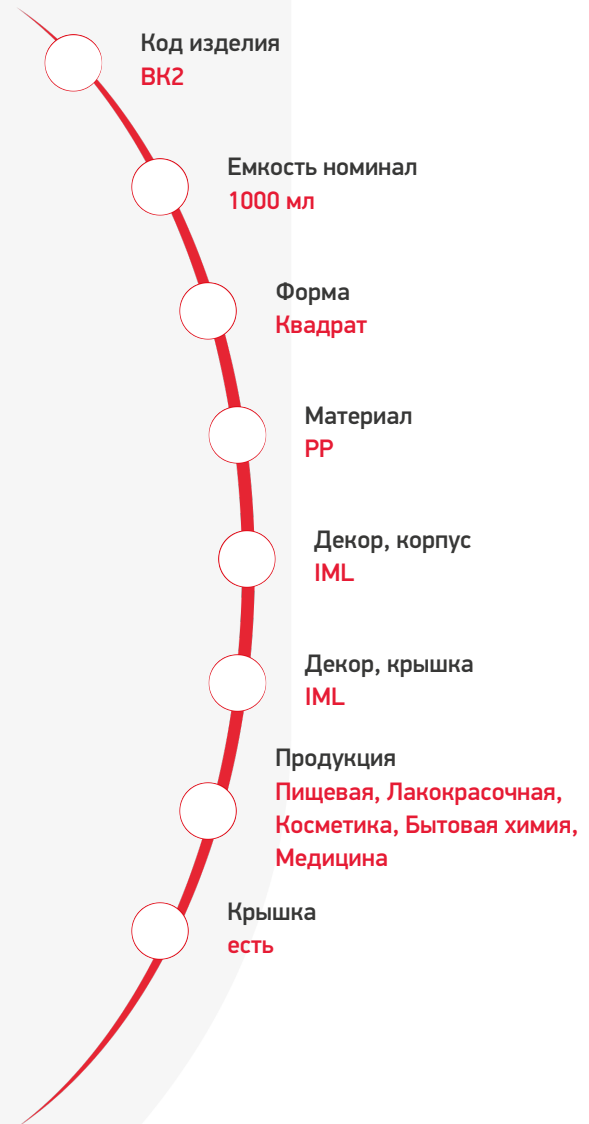 Код изделия
ВК2
Емкость номинал
1000 мл
Форма
Квадрат
Материал
PP
Декор, корпус
IML
Декор, крышка
IML
Продукция
Пищевая, Лакокрасочная,
Косметика, Бытовая химия,
Медицина
Крышка
есть